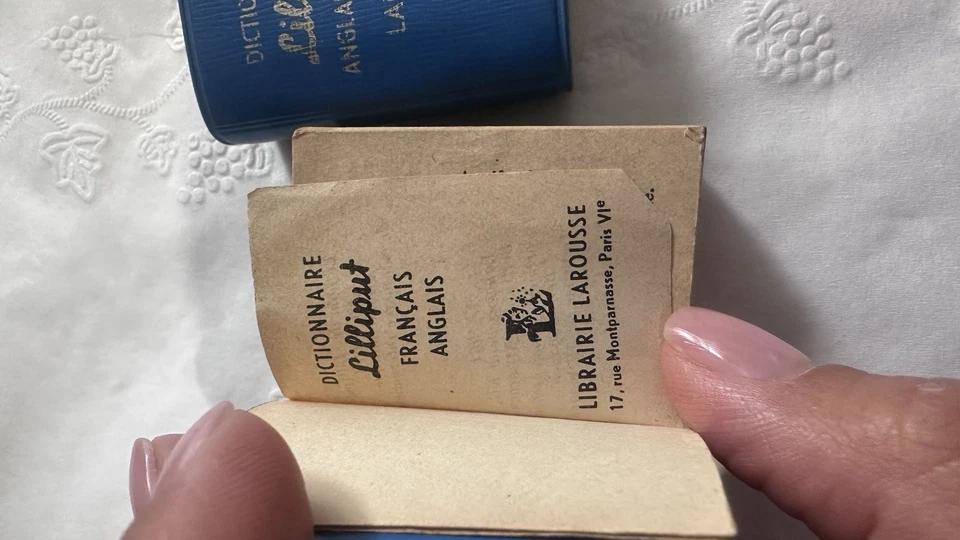 DICTIONNAIRE
Lilliput
FRANÇAIS
ANGLAIS
LIBRAIRIE LAROUSSE
17, rue Montparnasse, Paris VIe